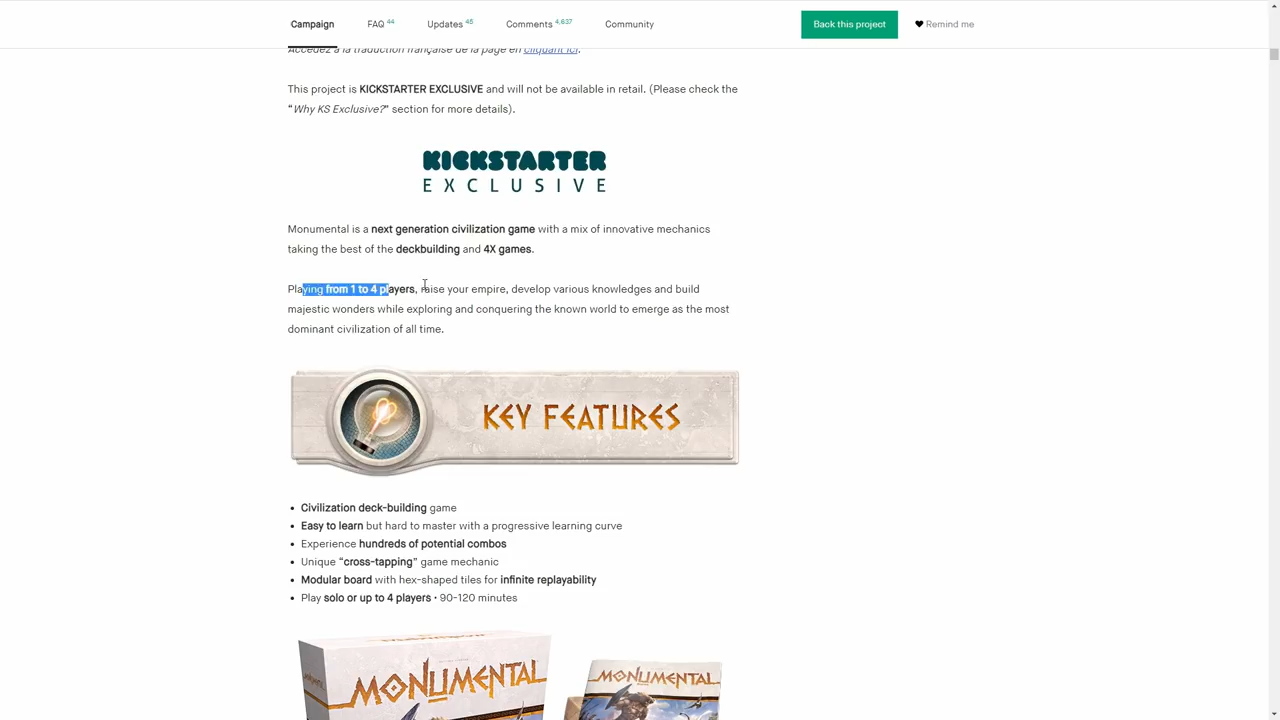 Campaign FAQ 44 Updates 45 Comments 4,637 Community Back this project Remind me
Accédez à la traduction française de la page en cliquant ici.
This project is KICKSTARTER EXCLUSIVE and will not be available in retail. (Please check the
“Why KS Exclusive?” section for more details).
KICKSTARTER
EXCLUSIVE
Monumental is a next generation civilization game with a mix of innovative mechanics
taking the best of the deckbuilding and 4X games.
Playing from 1 to 4 players, raise your empire, develop various knowledges and build
majestic wonders while exploring and conquering the known world to emerge as the most
dominant civilization of all time.
KEY FEATURES
• Civilization deck-building game
• Easy to learn but hard to master with a progressive learning curve
• Experience hundreds of potential combos
• Unique “cross-tapping” game mechanic
• Modular board with hex-shaped tiles for infinite replayability
• Play solo or up to 4 players • 90-120 minutes
MONUMENTAL
MONUMENTAL